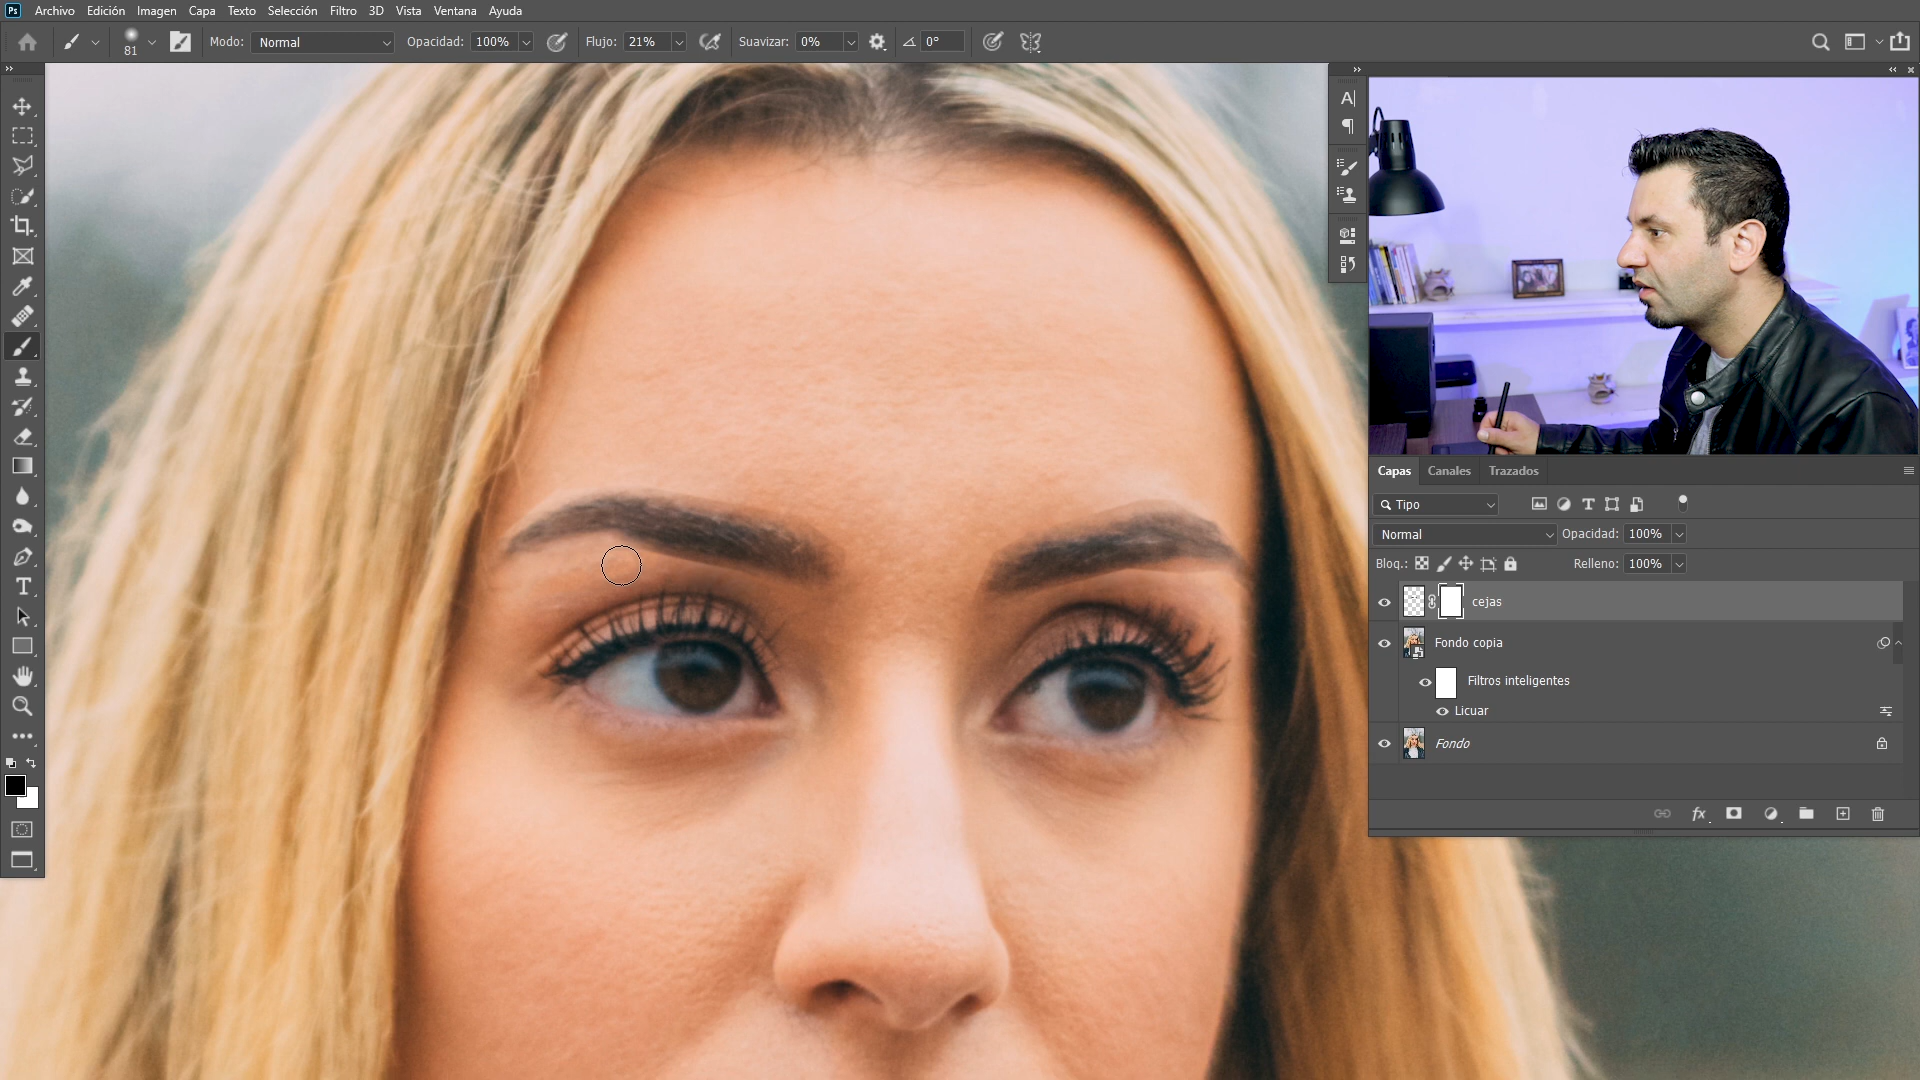 Ps Archivo Edición Imagen Capa Texto Selección Filtro 3D Vista Ventana Ayuda
81 Modo: Normal Opacidad: 100% Flujo: 21% Suavizar: 0% 0°
Capas Canales Trazados
Tipo
Normal Opacidad: 100%
Bloq.: Relleno: 100%
cejas
Fondo copia
Filtros inteligentes
Licuar
Fondo
fx